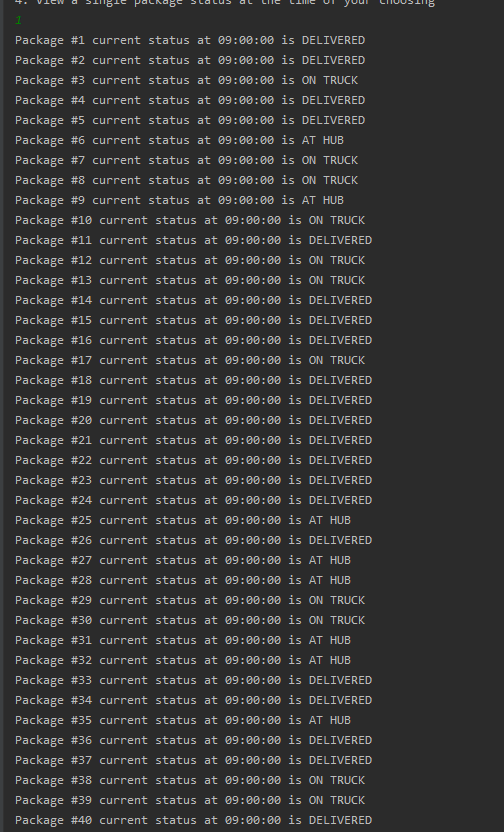 4. View a single package status at the time of your choosing
1
Package #1 current status at 09:00:00 is DELIVERED
Package #2 current status at 09:00:00 is DELIVERED
Package #3 current status at 09:00:00 is ON TRUCK
Package #4 current status at 09:00:00 is DELIVERED
Package #5 current status at 09:00:00 is DELIVERED
Package #6 current status at 09:00:00 is AT HUB
Package #7 current status at 09:00:00 is ON TRUCK
Package #8 current status at 09:00:00 is ON TRUCK
Package #9 current status at 09:00:00 is AT HUB
Package #10 current status at 09:00:00 is ON TRUCK
Package #11 current status at 09:00:00 is DELIVERED
Package #12 current status at 09:00:00 is ON TRUCK
Package #13 current status at 09:00:00 is ON TRUCK
Package #14 current status at 09:00:00 is DELIVERED
Package #15 current status at 09:00:00 is DELIVERED
Package #16 current status at 09:00:00 is DELIVERED
Package #17 current status at 09:00:00 is ON TRUCK
Package #18 current status at 09:00:00 is DELIVERED
Package #19 current status at 09:00:00 is DELIVERED
Package #20 current status at 09:00:00 is DELIVERED
Package #21 current status at 09:00:00 is DELIVERED
Package #22 current status at 09:00:00 is DELIVERED
Package #23 current status at 09:00:00 is DELIVERED
Package #24 current status at 09:00:00 is DELIVERED
Package #25 current status at 09:00:00 is AT HUB
Package #26 current status at 09:00:00 is DELIVERED
Package #27 current status at 09:00:00 is AT HUB
Package #28 current status at 09:00:00 is AT HUB
Package #29 current status at 09:00:00 is ON TRUCK
Package #30 current status at 09:00:00 is ON TRUCK
Package #31 current status at 09:00:00 is AT HUB
Package #32 current status at 09:00:00 is AT HUB
Package #33 current status at 09:00:00 is DELIVERED
Package #34 current status at 09:00:00 is DELIVERED
Package #35 current status at 09:00:00 is AT HUB
Package #36 current status at 09:00:00 is DELIVERED
Package #37 current status at 09:00:00 is DELIVERED
Package #38 current status at 09:00:00 is ON TRUCK
Package #39 current status at 09:00:00 is ON TRUCK
Package #40 current status at 09:00:00 is DELIVERED